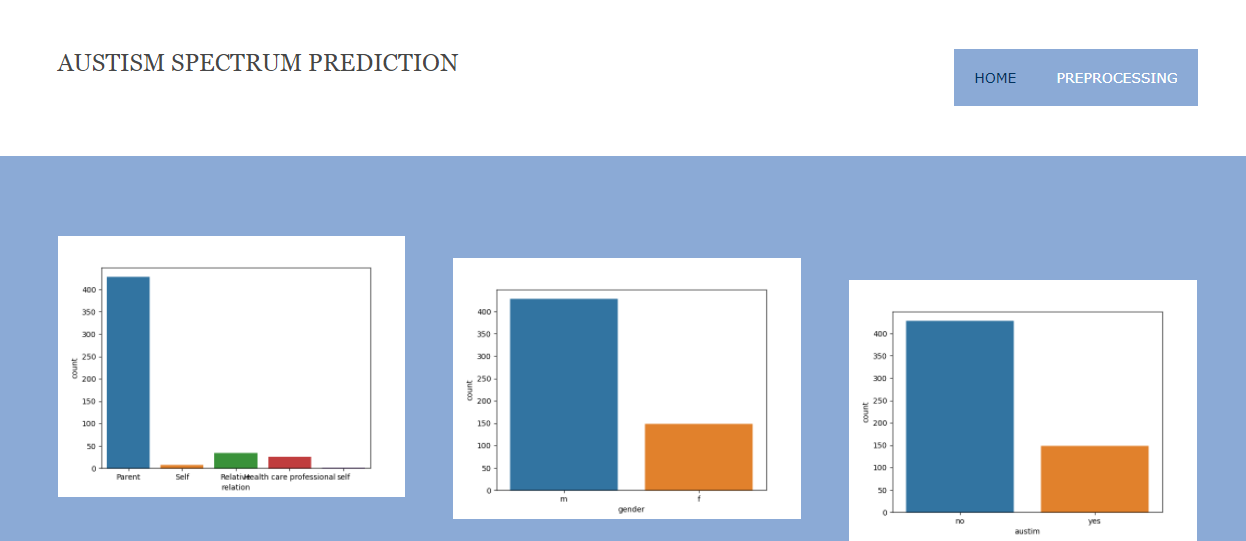 AUSTISM SPECTRUM PREDICTION
HOME PREPROCESSING
400
350
300
250
200
150
100
50
0
count
Parent Self Relative Health care professional self
relation
400
350
300
250
200
150
100
50
0
count
m f
gender
400
350
300
250
200
150
100
50
0
count
no yes
austim